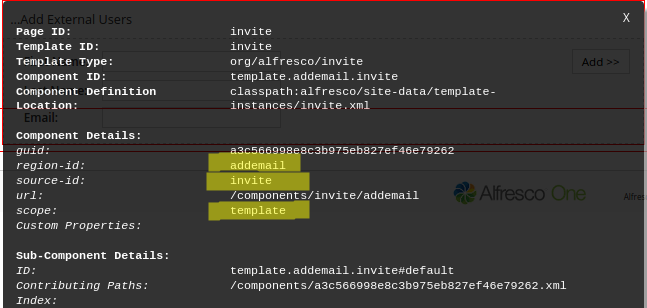 ...Add External Users
X
Page ID: invite
Template ID: invite
Template Type: org/alfresco/invite
Add >>
Component ID: template.addemail.invite
Component Definition classpath:alfresco/site-data/template-
Location: instances/invite.xml
Email:
Component Details:
guid: a3c566998e8c3b975eb827ef46e79262
region-id: addemail
source-id: invite
url: /components/invite/addemail
Alfresco One
Alfres
scope: template
Custom Properties:
Sub-Component Details:
ID: template.addemail.invite#default
Contributing Paths: /components/a3c566998e8c3b975eb827ef46e79262.xml
Index: